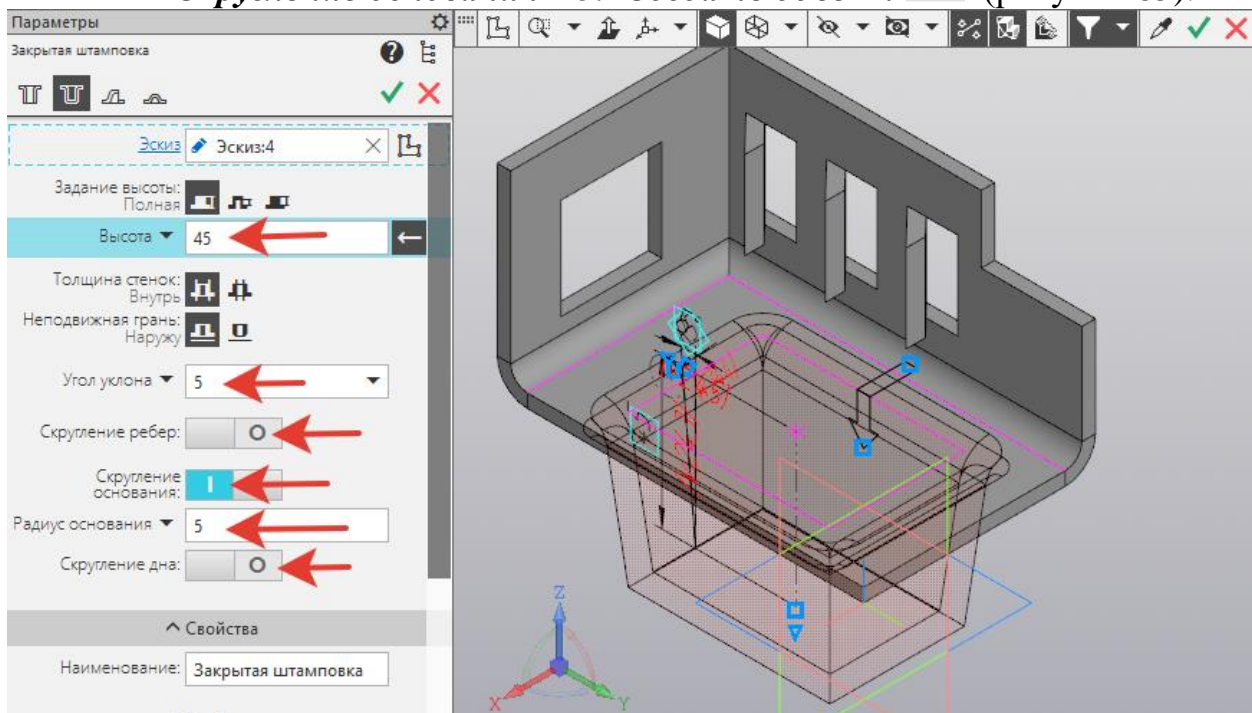 Параметры
Закрытая штамповка
Эскиз Эскиз:4
Задание высоты:
Полная
Высота 45
Толщина стенок:
Внутрь
Неподвижная грань:
Наружу
Угол уклона 5
Скругление ребер:
Скругление
основания:
Радиус основания 5
Скругление дна:
Свойства
Наименование: Закрытая штамповка
Z
X
Y